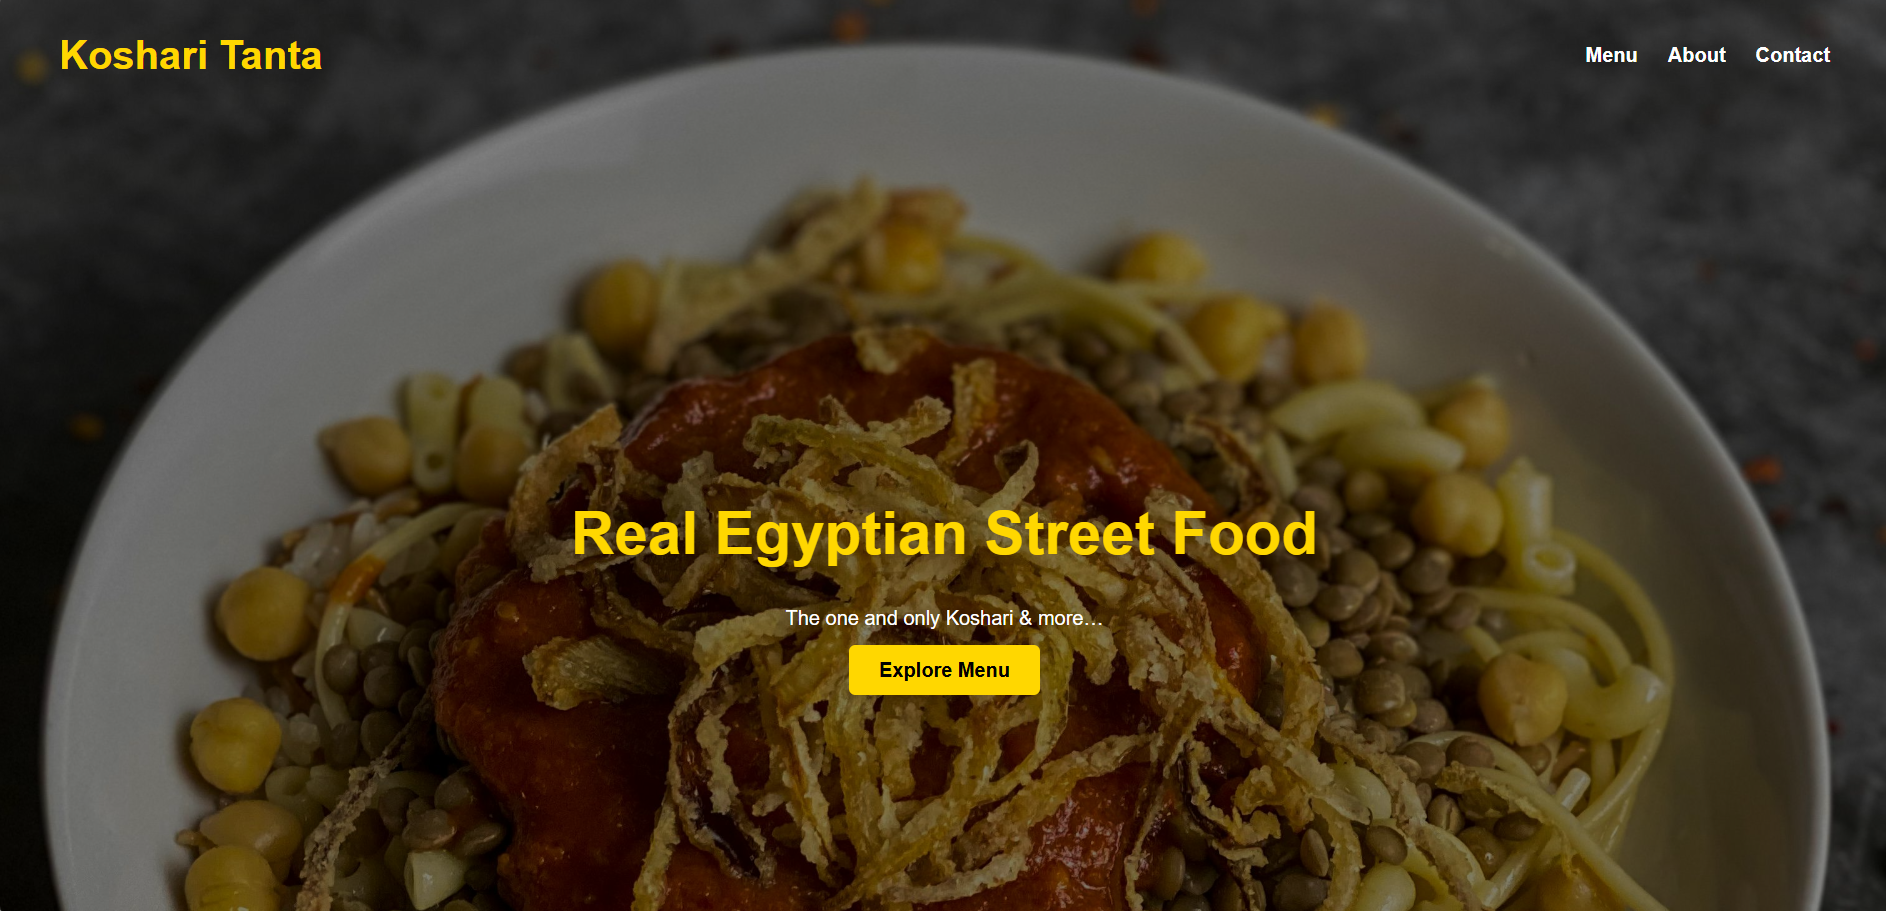 Koshari Tanta
Menu About Contact
Real Egyptian Street Food
The one and only Koshari & more...
Explore Menu